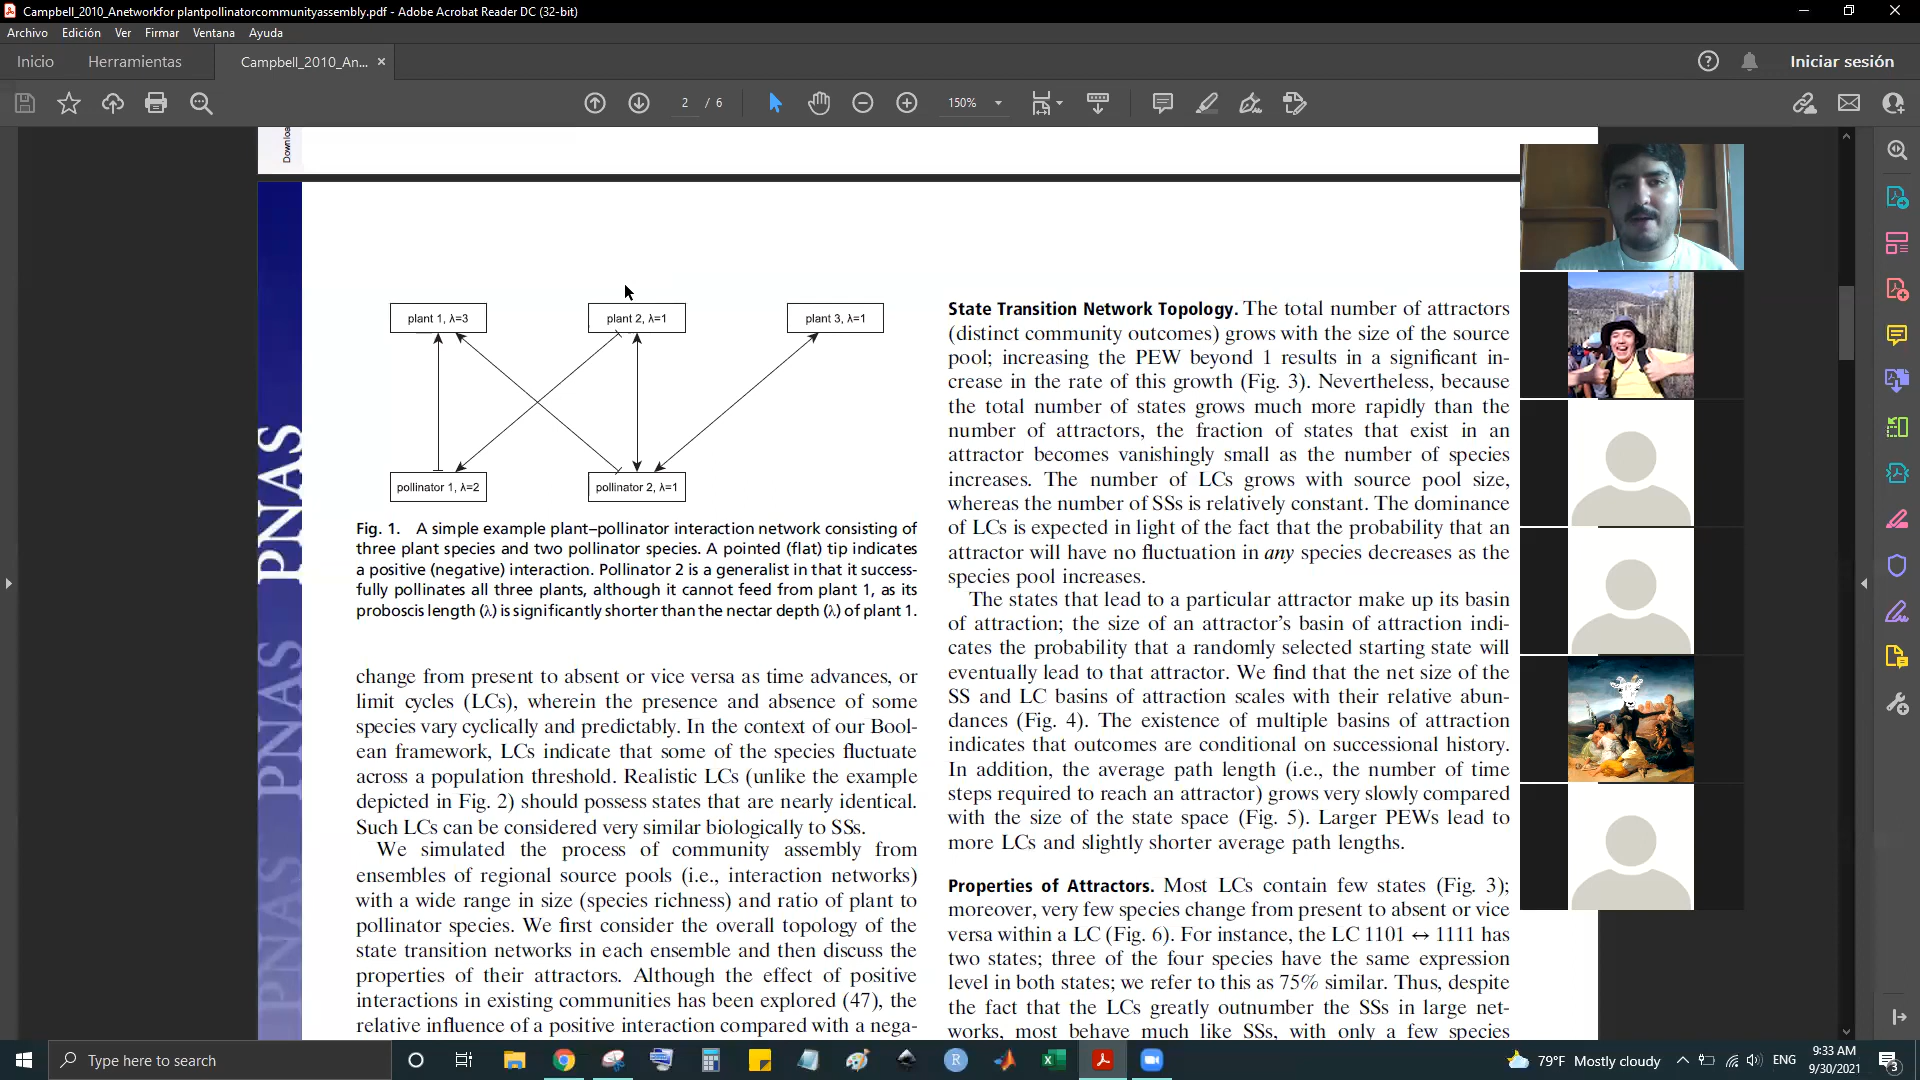 Campbell_2010_Anetworkfor plantpollinatorcommunityassembly.pdf - Adobe Acrobat Reader DC (32-bit)
Archivo Edición Ver Firmar Ventana Ayuda
Inicio Herramientas Campbell_2010_An... × Iniciar sesión
2 / 6 150%
Downloa
PNAS PNAS PNAS
plant 1, λ=3 plant 2, λ=1 plant 3, λ=1
pollinator 1, λ=2 pollinator 2, λ=1
Fig. 1. A simple example plant–pollinator interaction network consisting of
three plant species and two pollinator species. A pointed (flat) tip indicates
a positive (negative) interaction. Pollinator 2 is a generalist in that it success-
fully pollinates all three plants, although it cannot feed from plant 1, as its
proboscis length (λ) is significantly shorter than the nectar depth (λ) of plant 1.
change from present to absent or vice versa as time advances, or
limit cycles (LCs), wherein the presence and absence of some
species vary cyclically and predictably. In the context of our Bool-
ean framework, LCs indicate that some of the species fluctuate
across a population threshold. Realistic LCs (unlike the example
depicted in Fig. 2) should possess states that are nearly identical.
Such LCs can be considered very similar biologically to SSs.
We simulated the process of community assembly from
ensembles of regional source pools (i.e., interaction networks)
with a wide range in size (species richness) and ratio of plant to
pollinator species. We first consider the overall topology of the
state transition networks in each ensemble and then discuss the
properties of their attractors. Although the effect of positive
interactions in existing communities has been explored (47), the
relative influence of a positive interaction compared with a nega-
State Transition Network Topology. The total number of attractors
(distinct community outcomes) grows with the size of the source
pool; increasing the PEW beyond 1 results in a significant in-
crease in the rate of this growth (Fig. 3). Nevertheless, because
the total number of states grows much more rapidly than the
number of attractors, the fraction of states that exist in an
attractor becomes vanishingly small as the number of species
increases. The number of LCs grows with source pool size,
whereas the number of SSs is relatively constant. The dominance
of LCs is expected in light of the fact that the probability that an
attractor will have no fluctuation in any species decreases as the
species pool increases.
The states that lead to a particular attractor make up its basin
of attraction; the size of an attractor's basin of attraction indi-
cates the probability that a randomly selected starting state will
eventually lead to that attractor. We find that the net size of the
SS and LC basins of attraction scales with their relative abun-
dances (Fig. 4). The existence of multiple basins of attraction
indicates that outcomes are conditional on successional history.
In addition, the average path length (i.e., the number of time
steps required to reach an attractor) grows very slowly compared
with the size of the state space (Fig. 5). Larger PEWs lead to
more LCs and slightly shorter average path lengths.
Properties of Attractors. Most LCs contain few states (Fig. 3);
moreover, very few species change from present to absent or vice
versa within a LC (Fig. 6). For instance, the LC 1101 ↔ 1111 has
two states; three of the four species have the same expression
level in both states; we refer to this as 75% similar. Thus, despite
the fact that the LCs greatly outnumber the SSs in large net-
works, most behave much like SSs, with only a few species
Type here to search
79°F Mostly cloudy ENG 9:33 AM
9/30/2021
3